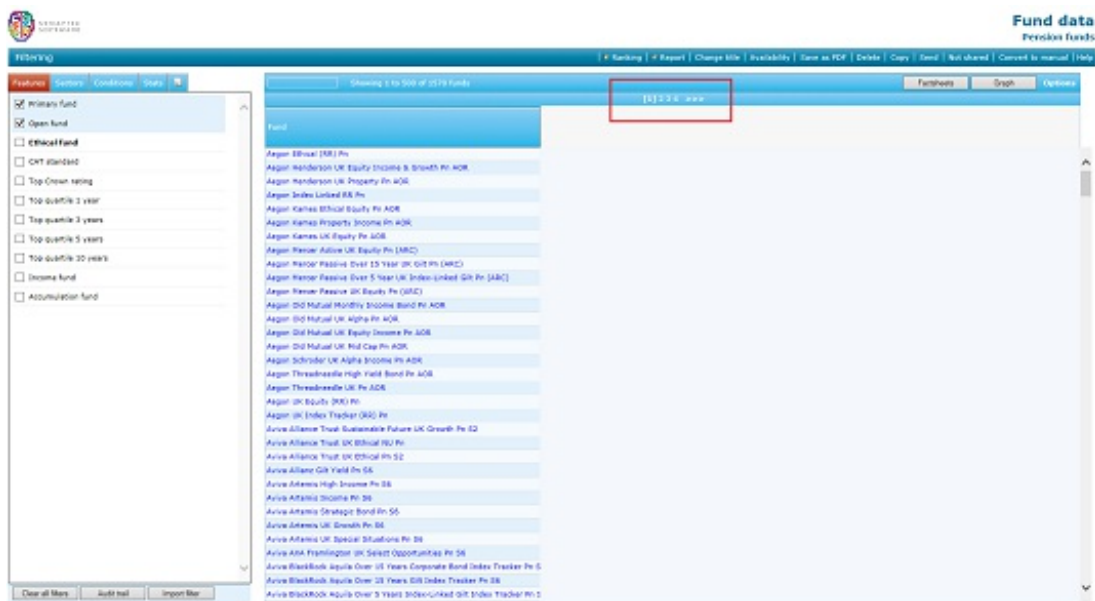 SYNAPTIC
SOFTWARE
Fund data
Pension funds
Filtering
Ranking | Report | Change title | Availability | Save as PDF | Delete | Copy | Send | Not shared | Convert to manual | Help
Features Sectors Conditions Stats
Showing 1 to 500 of 1570 funds
Factsheets Graph Options
[1] 2 3 4 >>>
Primary fund
Open fund
Ethical fund
CAT standard
Top Crown rating
Top quartile 1 year
Top quartile 3 years
Top quartile 5 years
Top quartile 10 years
Income fund
Accumulation fund
Clear all filters Audit trail Import filter
Fund
Aegon Ethical (RR) Pn
Aegon Henderson UK Equity Income & Growth Pn AOR
Aegon Henderson UK Property Pn AOR
Aegon Index Linked RR Pn
Aegon Kames Ethical Equity Pn AOR
Aegon Kames Property Income Pn AOR
Aegon Kames UK Equity Pn AOR
Aegon Mercer Active UK Equity Pn (ARC)
Aegon Mercer Passive Over 15 Year UK Gilt Pn (ARC)
Aegon Mercer Passive Over 5 Year UK Index-Linked Gilt Pn (ARC)
Aegon Mercer Passive UK Equity Pn (ARC)
Aegon Old Mutual Monthly Income Bond Pn AOR
Aegon Old Mutual UK Alpha Pn AOR
Aegon Old Mutual UK Equity Income Pn AOR
Aegon Old Mutual UK Mid Cap Pn AOR
Aegon Schroder UK Alpha Income Pn AOR
Aegon Threadneedle High Yield Bond Pn AOR
Aegon Threadneedle UK Pn AOR
Aegon UK Equity (RR) Pn
Aegon UK Index Tracker (RR) Pn
Aviva Alliance Trust Sustainable Future UK Growth Pn S2
Aviva Alliance Trust UK Ethical NU Pn
Aviva Alliance Trust UK Ethical Pn S2
Aviva Allianz Gilt Yield Pn S6
Aviva Artemis High Income Pn S6
Aviva Artemis Income Pn S6
Aviva Artemis Strategic Bond Pn S6
Aviva Artemis UK Growth Pn S6
Aviva Artemis UK Special Situations Pn S6
Aviva AXA Framlington UK Select Opportunities Pn S6
Aviva BlackRock Aquila Over 15 Years Corporate Bond Index Tracker Pn S
Aviva BlackRock Aquila Over 15 Years Gilt Index Tracker Pn S6
Aviva BlackRock Aquila Over 5 Years Index-Linked Gilt Index Tracker Pn S